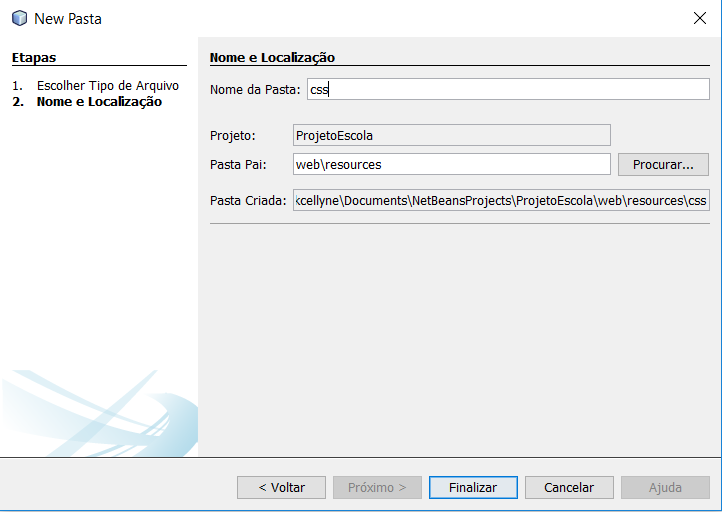 New Pasta
Etapas
1. Escolher Tipo de Arquivo
2. Nome e Localização
Nome e Localização
Nome da Pasta: css
Projeto: ProjetoEscola
Pasta Pai: web\resources Procurar...
Pasta Criada: kcellyne\Documents\NetBeansProjects\ProjetoEscola\web\resources\css
< Voltar Próximo > Finalizar Cancelar Ajuda